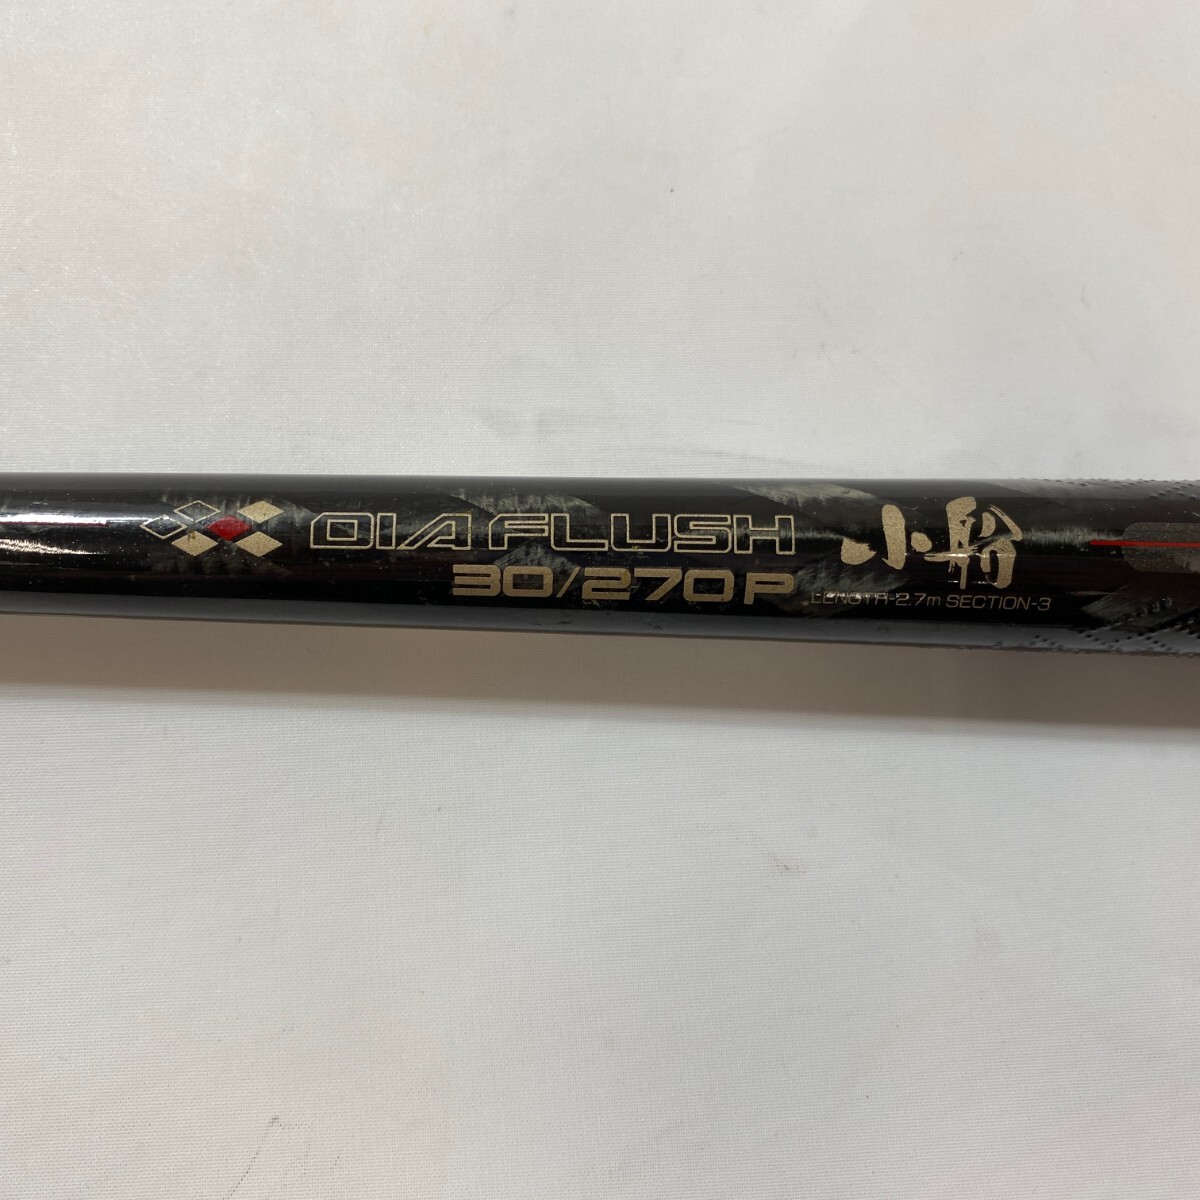 DIA FLUSH 小船
30/270P
LENGTH-2.7m SECTION-3